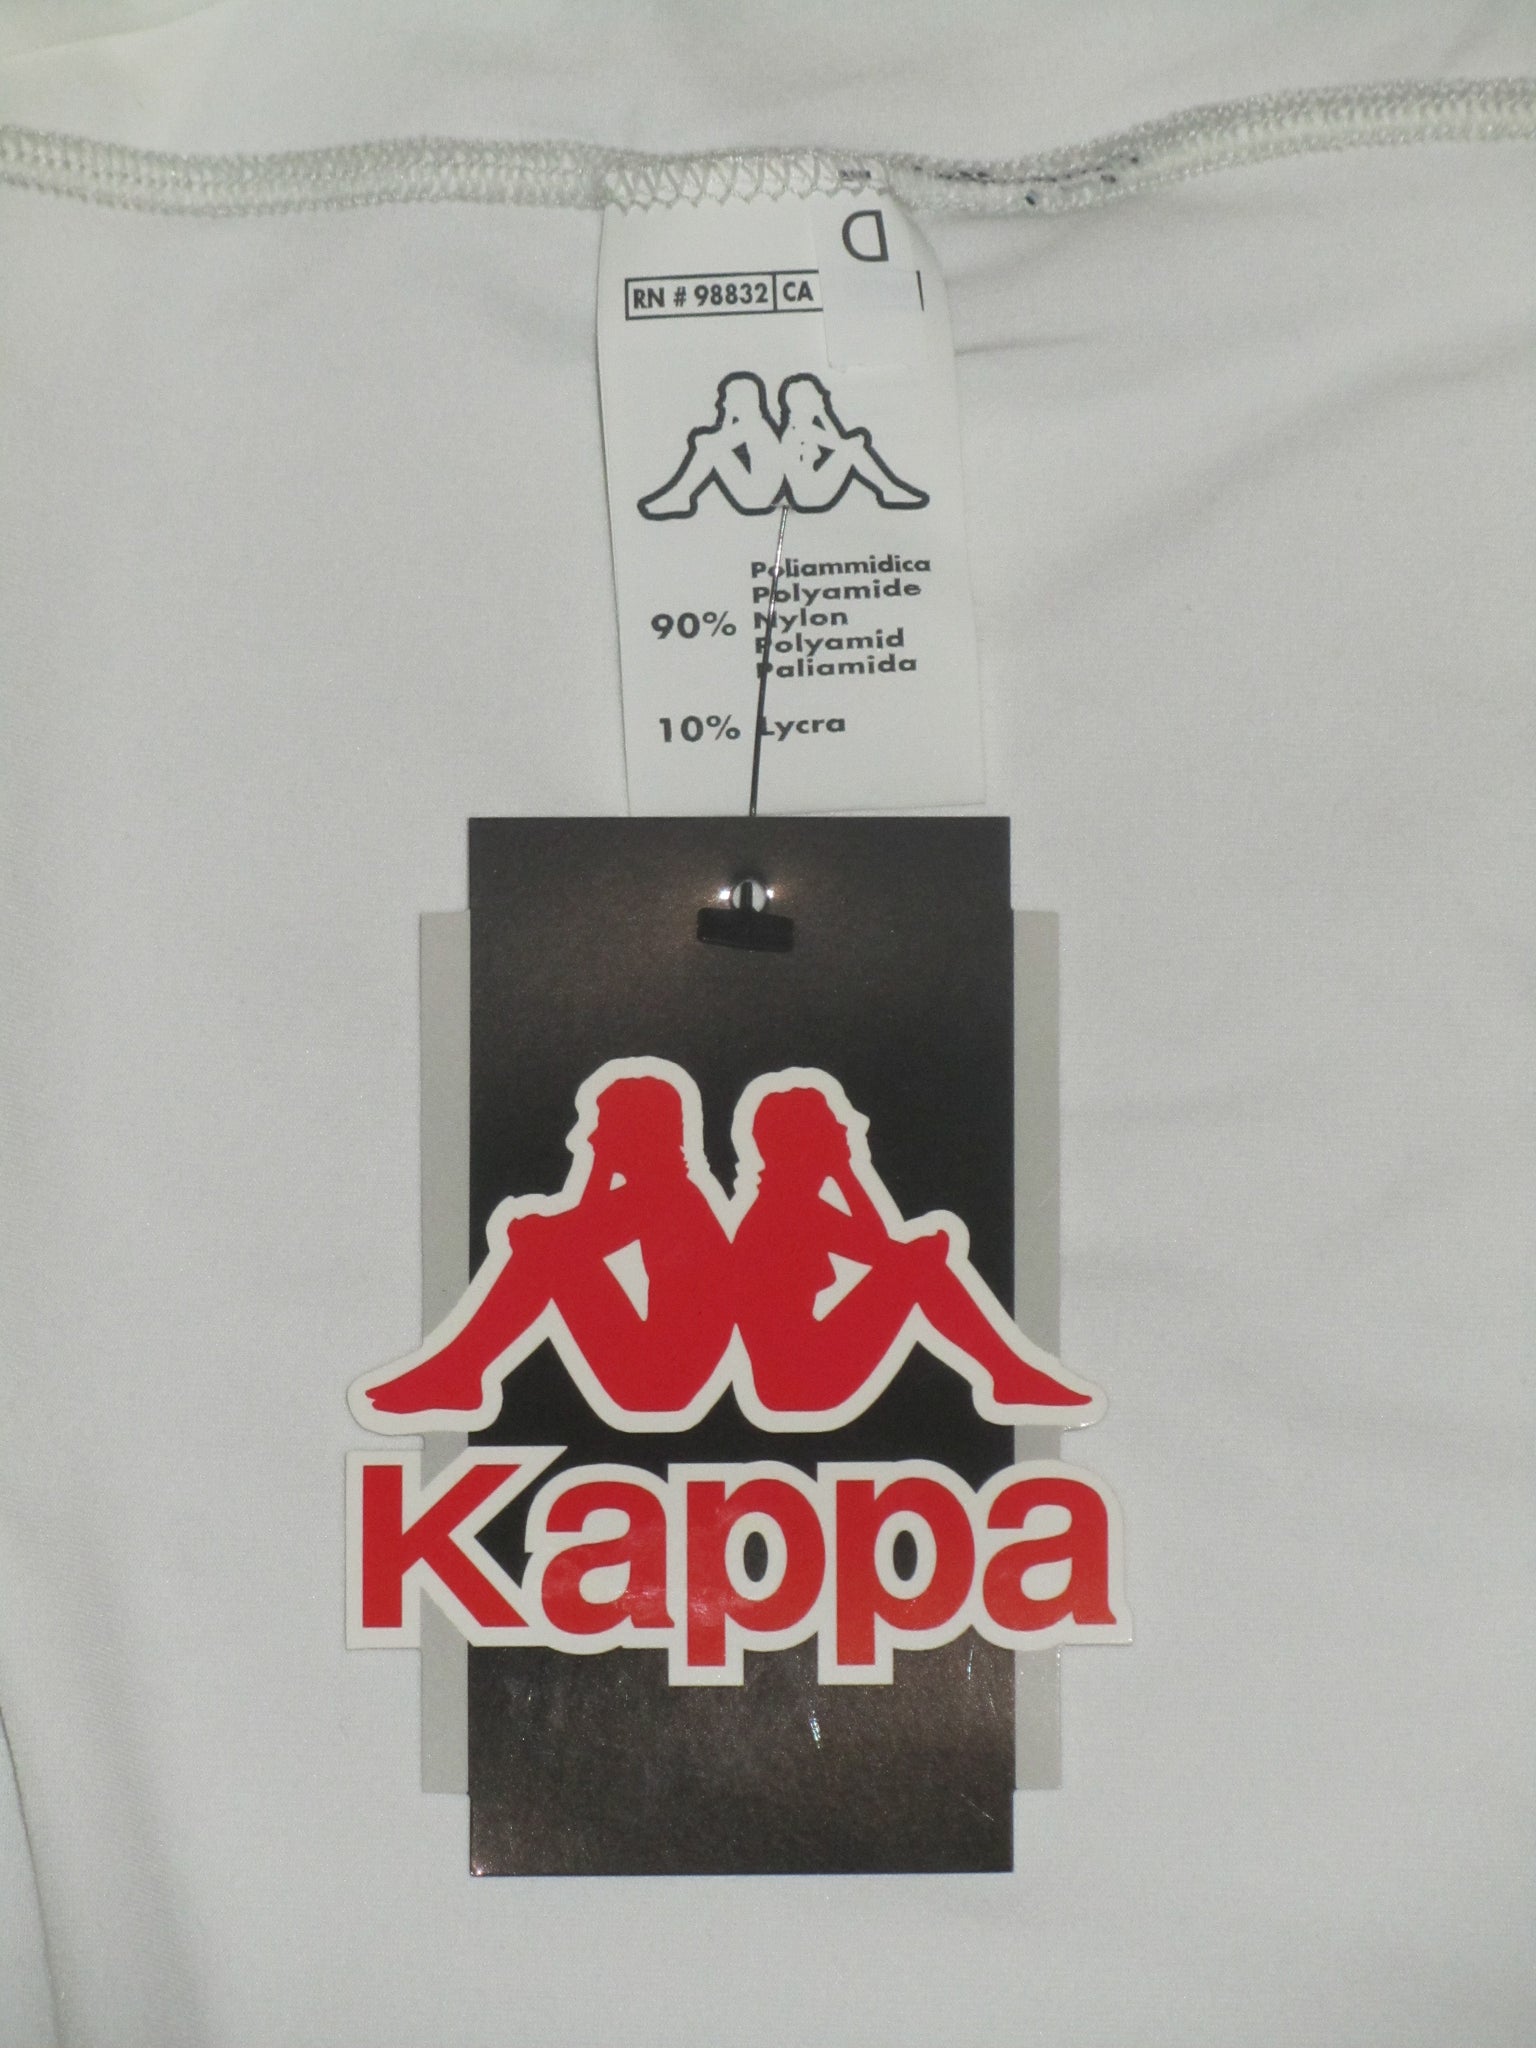 D
RN # 98832 CA
Poliammidica
Polyamide
90% Nylon
Polyamid
Paliamida
10% Lycra
Kappa